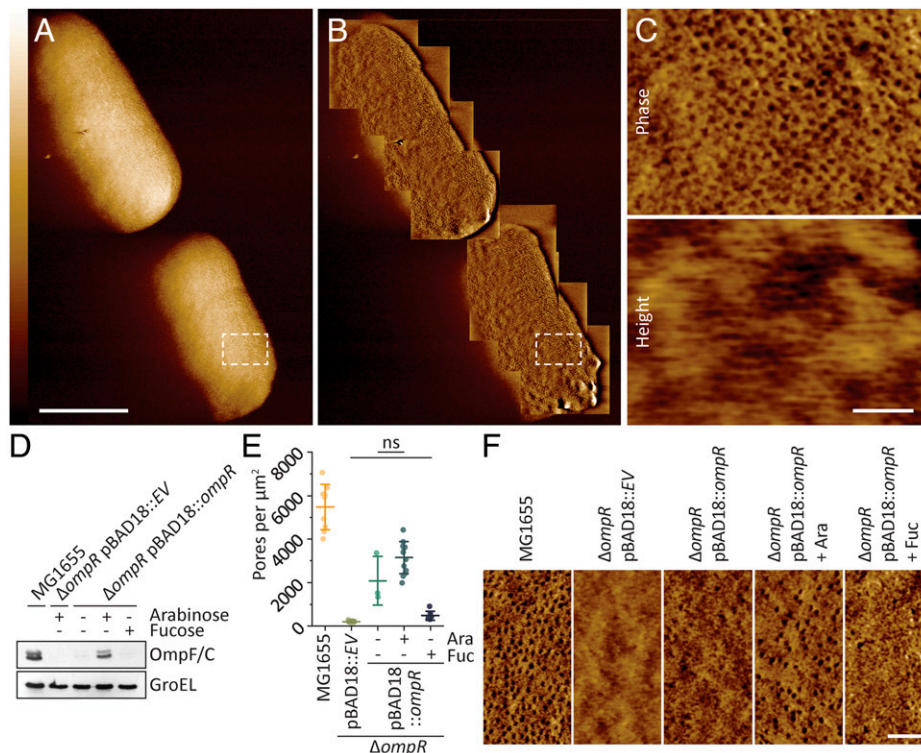 A
B
C
Phase
Height
D
MG1655
ΔompR pBAD18::EV
ΔompR pBAD18::ompR
Arabinose
+ - + -
Fucose
- - - +
OmpF/C
GroEL
E
Pores per µm²
8000
6000
4000
2000
0
ns
MG1655
pBAD18::EV
- + - Ara
- - + Fuc
pBAD18
::ompR
ΔompR
F
MG1655
ΔompR
pBAD18::EV
ΔompR
pBAD18::ompR
ΔompR
pBAD18::ompR
+ Ara
ΔompR
pBAD18::ompR
+ Fuc